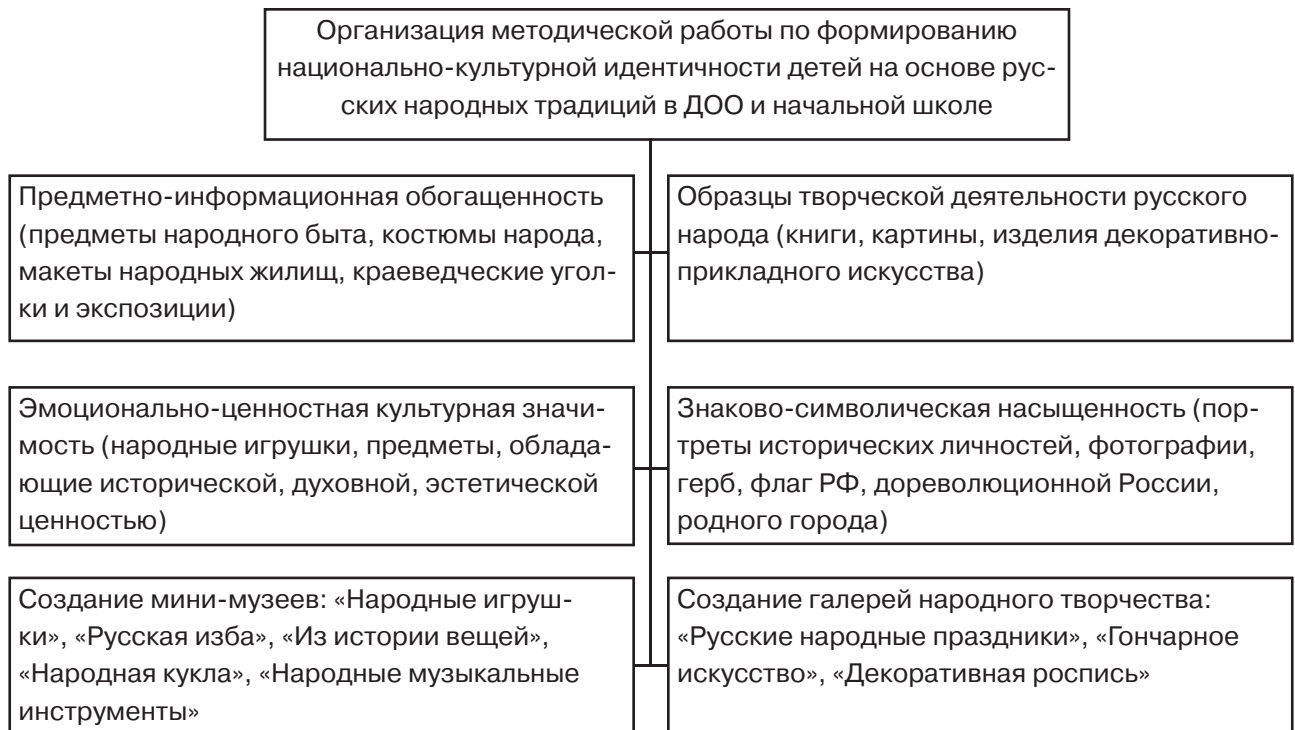 Организация методической работы по формированию
национально-культурной идентичности детей на основе рус-
ских народных традиций в ДОО и начальной школе
Предметно-информационная обогащенность
(предметы народного быта, костюмы народа,
макеты народных жилищ, краеведческие угол-
ки и экспозиции)
Образцы творческой деятельности русского
народа (книги, картины, изделия декоративно-
прикладного искусства)
Эмоционально-ценностная культурная значи-
мость (народные игрушки, предметы, облада-
ющие исторической, духовной, эстетической
ценностью)
Знаково-символическая насыщенность (пор-
треты исторических личностей, фотографии,
герб, флаг РФ, дореволюционной России,
родного города)
Создание мини-музеев: «Народные игруш-
ки», «Русская изба», «Из истории вещей»,
«Народная кукла», «Народные музыкальные
инструменты»
Создание галерей народного творчества:
«Русские народные праздники», «Гончарное
искусство», «Декоративная роспись»